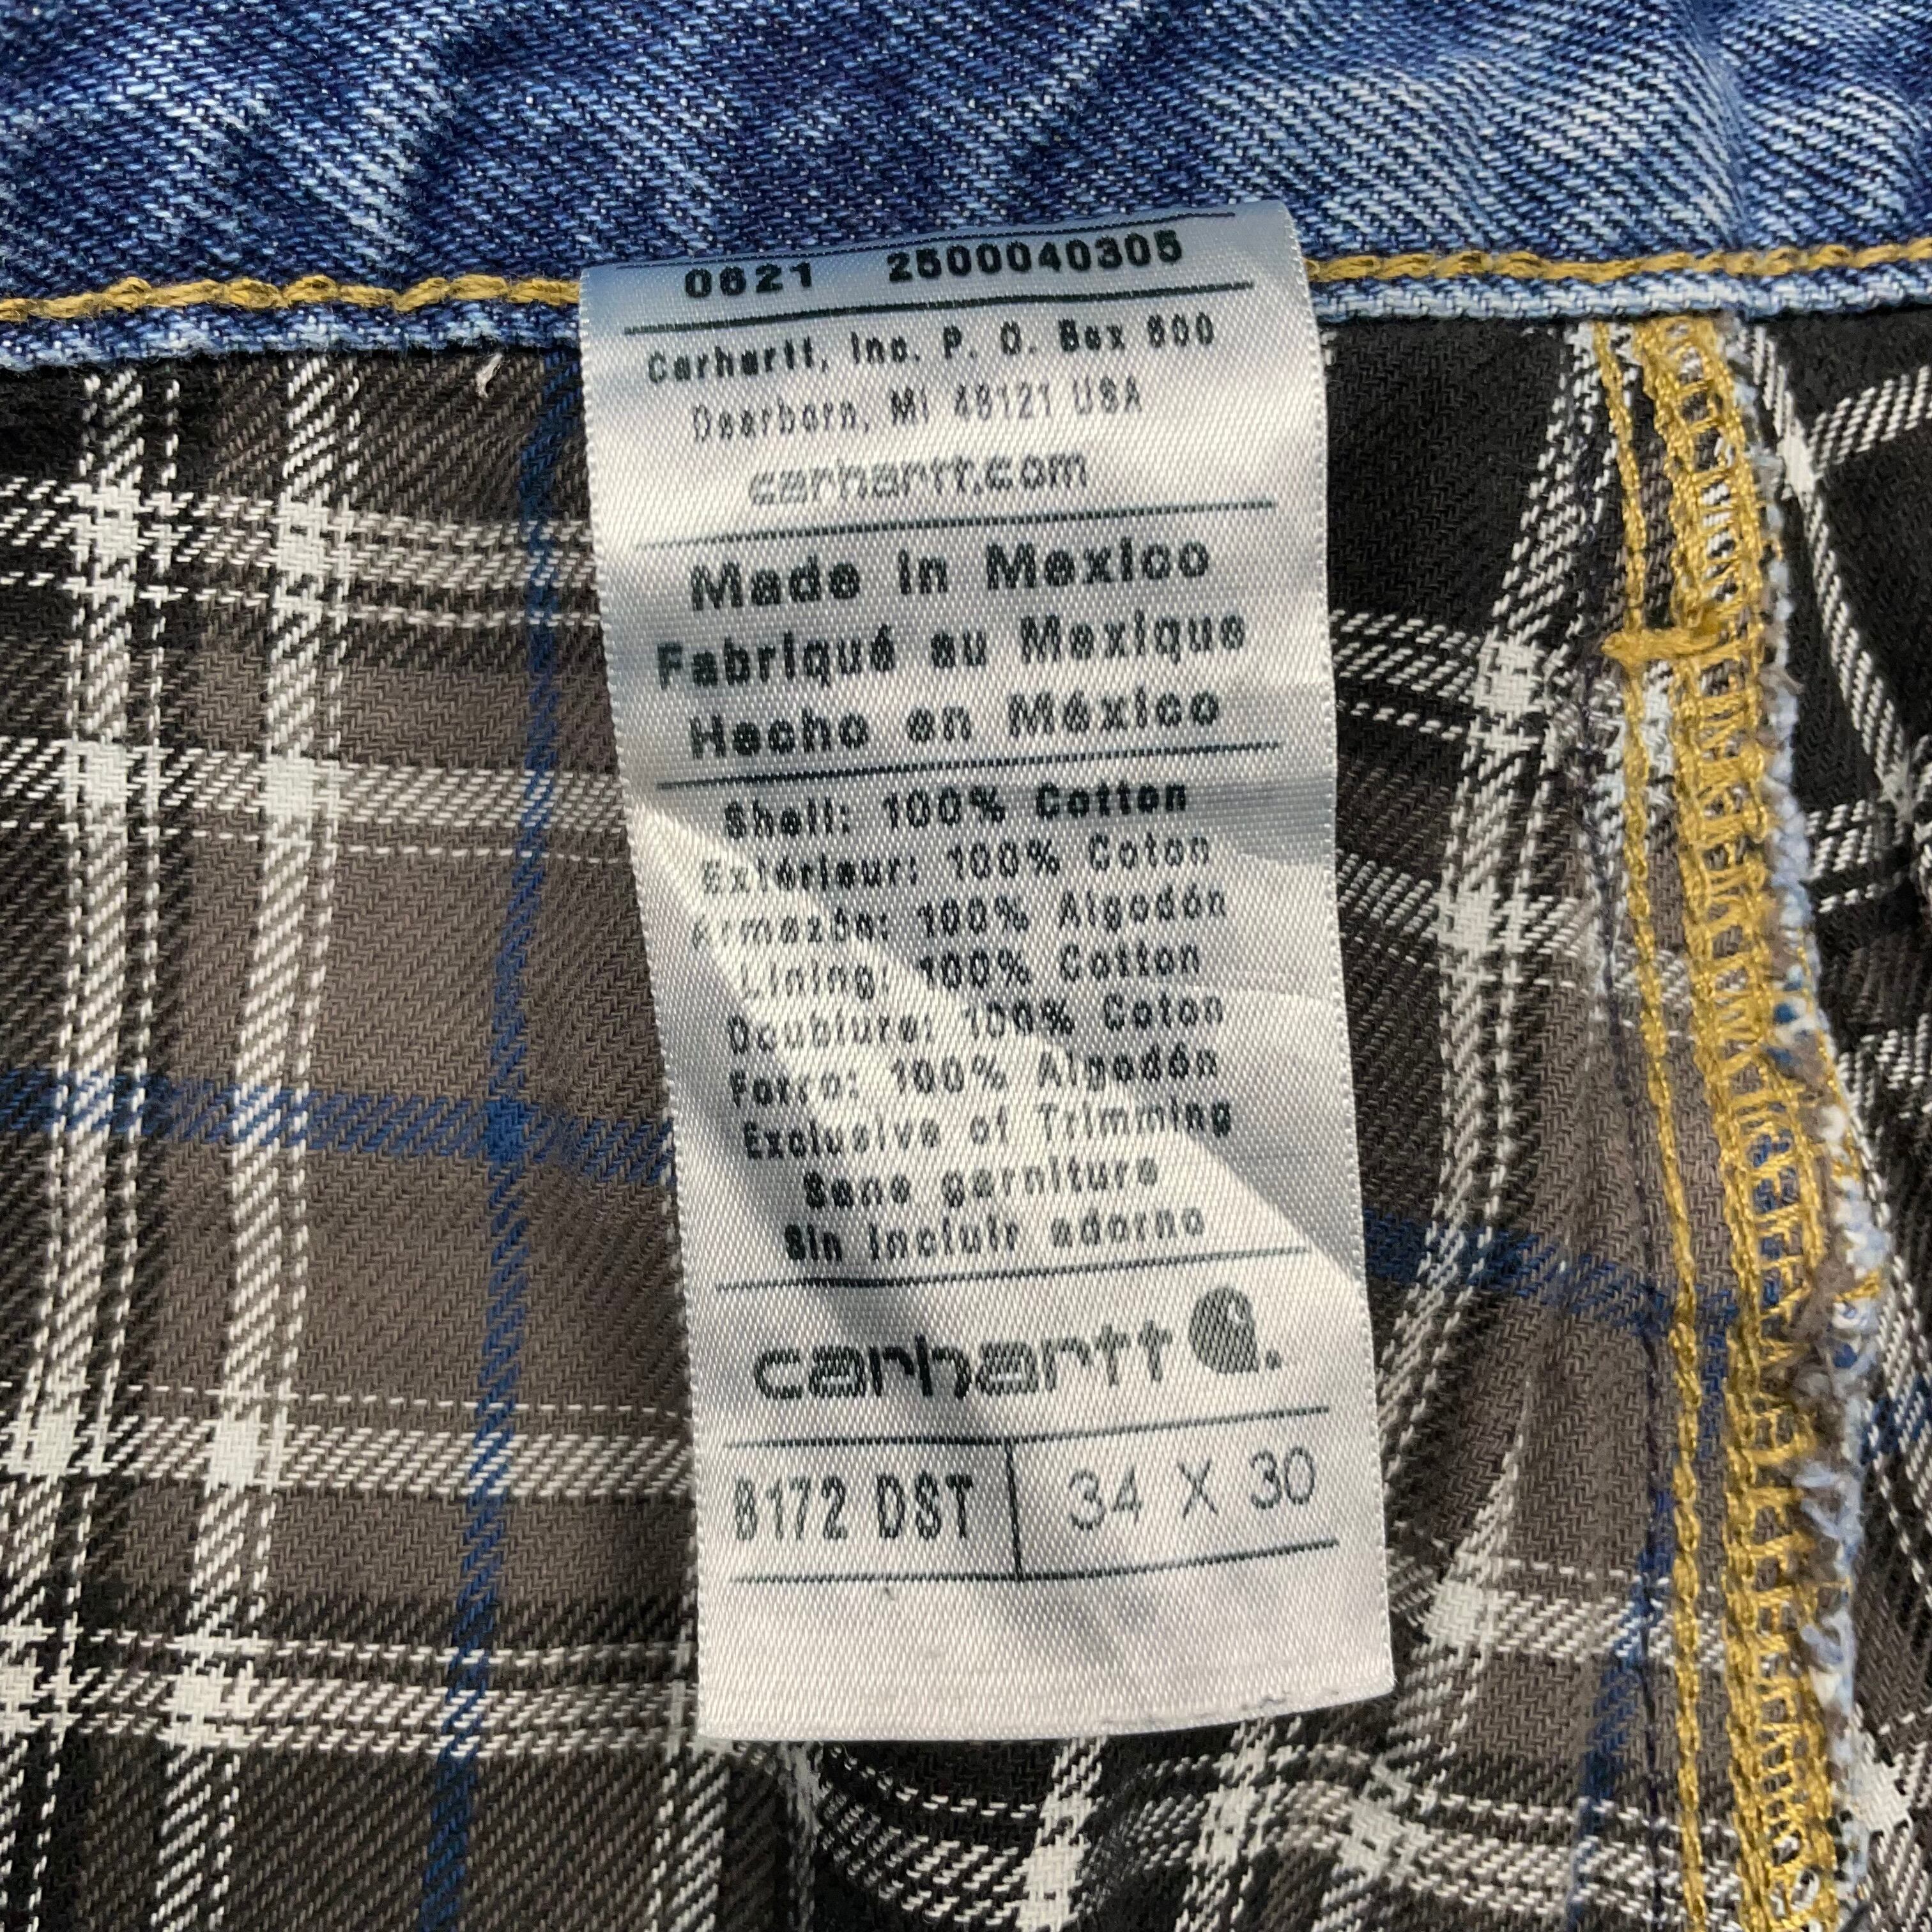 0621 2500040305
Carhartt, Inc. P. O. Box 600
Dearborn, MI 48121 USA
carhartt.com
Made in Mexico
Fabriqué au Mexique
Hecho en México
Shell: 100% Cotton
Extérieur: 100% Coton
Armazón: 100% Algodón
Lining: 100% Cotton
Doublure: 100% Coton
Forro: 100% Algodón
Exclusive of Trimming
Sans garniture
Sin incluir adorno
carhartt
B172 DST 34 X 30